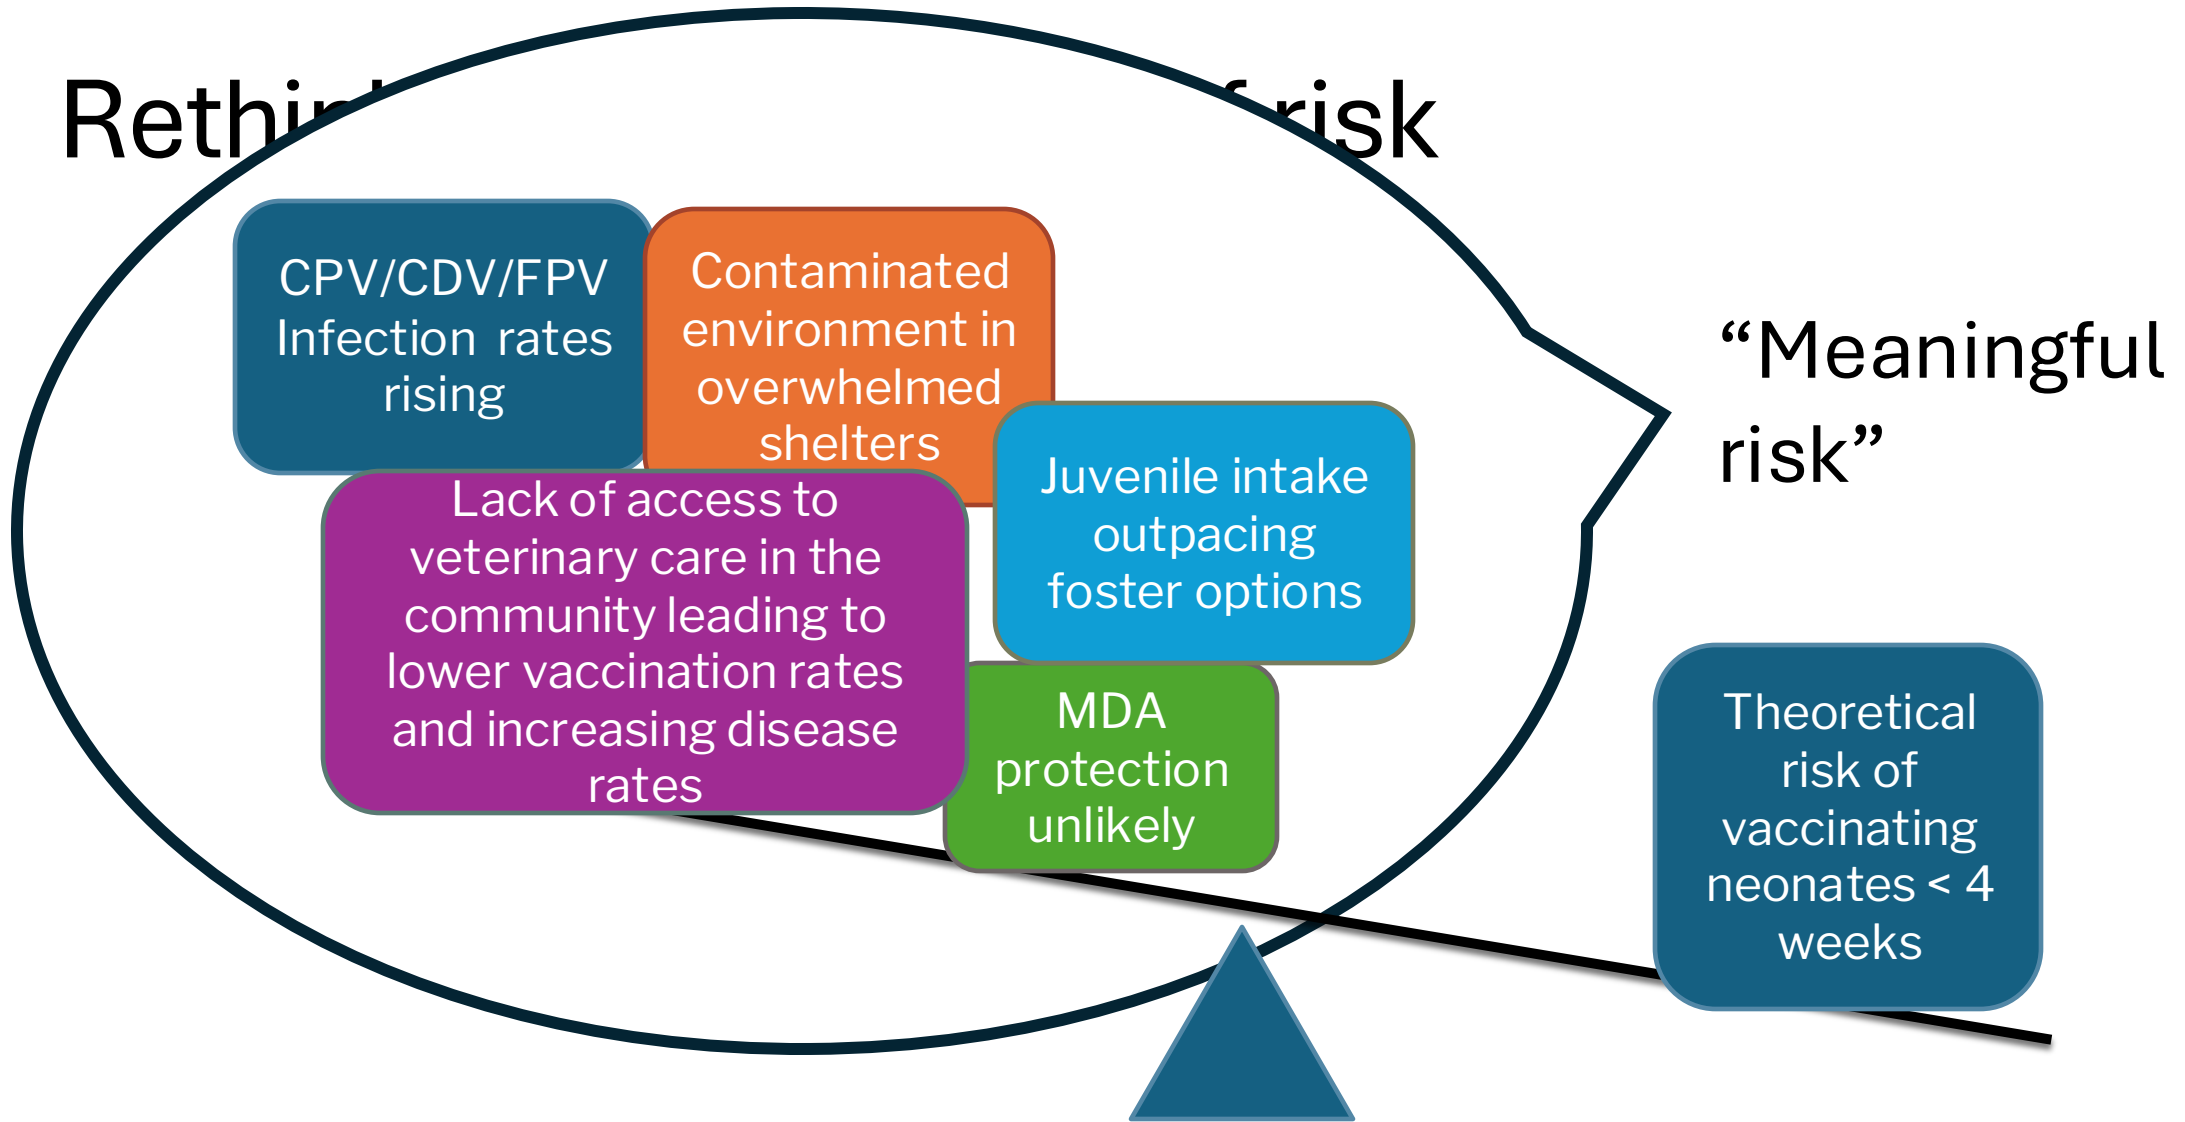 risk
CPV/CDV/FPV
Infection rates
rising
Contaminated
environment in
overwhelmed
shelters
Lack of access to
veterinary care in the
community leading to
lower vaccination rates
and increasing disease
rates
Juvenile intake
outpacing
foster options
MDA
protection
unlikely
“Meaningful
risk”
Theoretical
risk of
vaccinating
neonates < 4
weeks